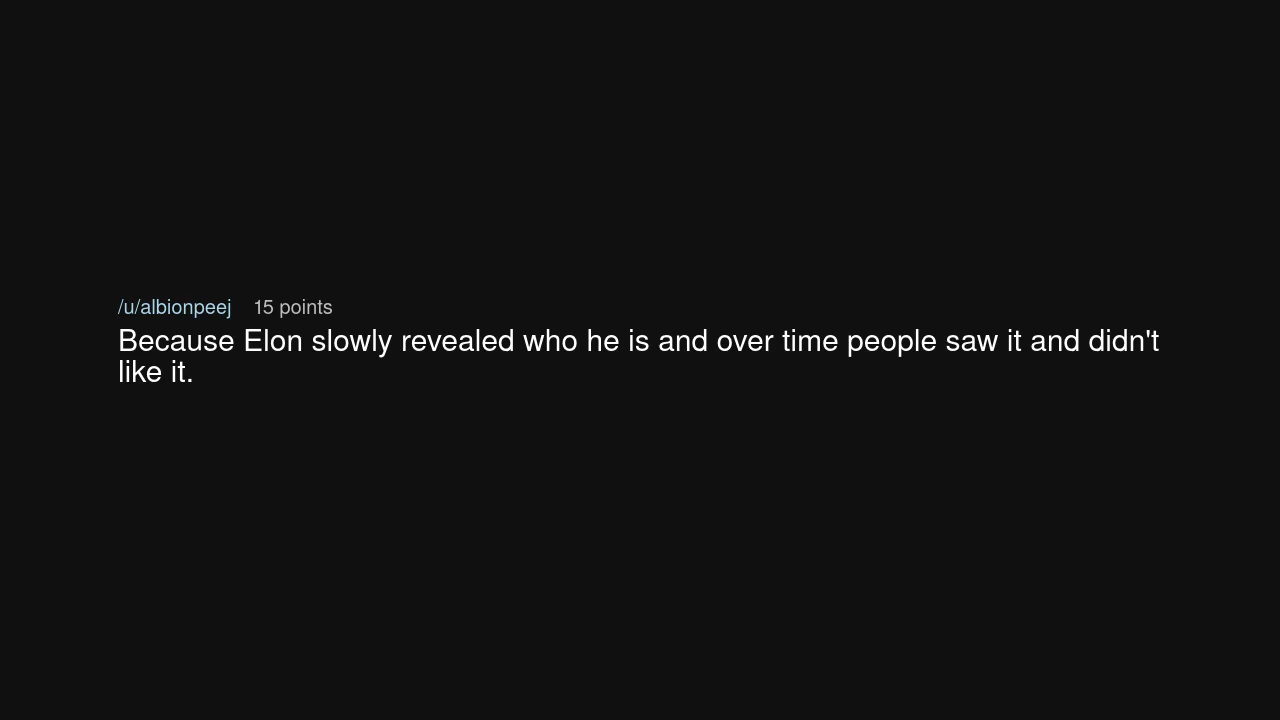 /u/albionpeej 15 points
Because Elon slowly revealed who he is and over time people saw it and didn't
like it.